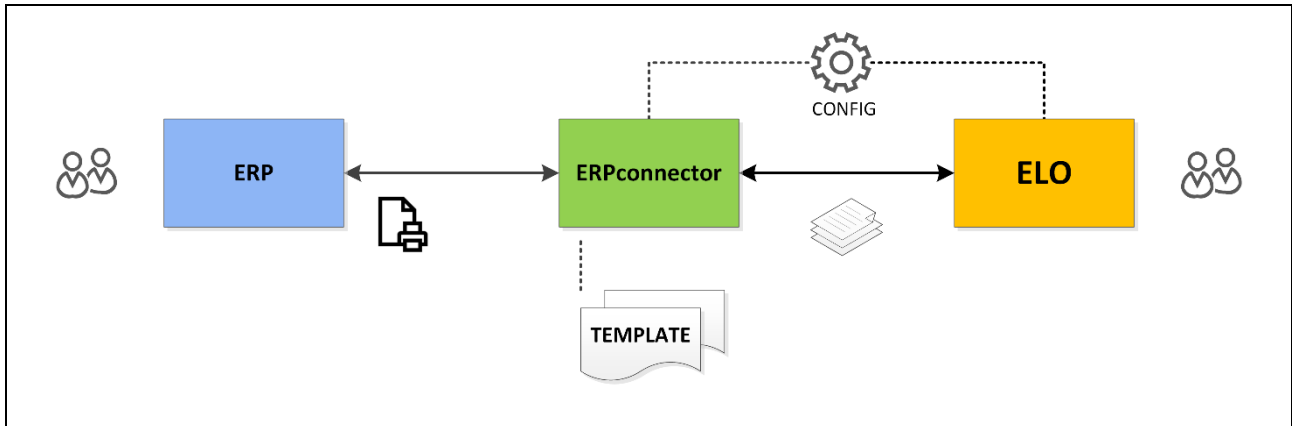 CONFIG
ERP
ERPconnector
ELO
TEMPLATE